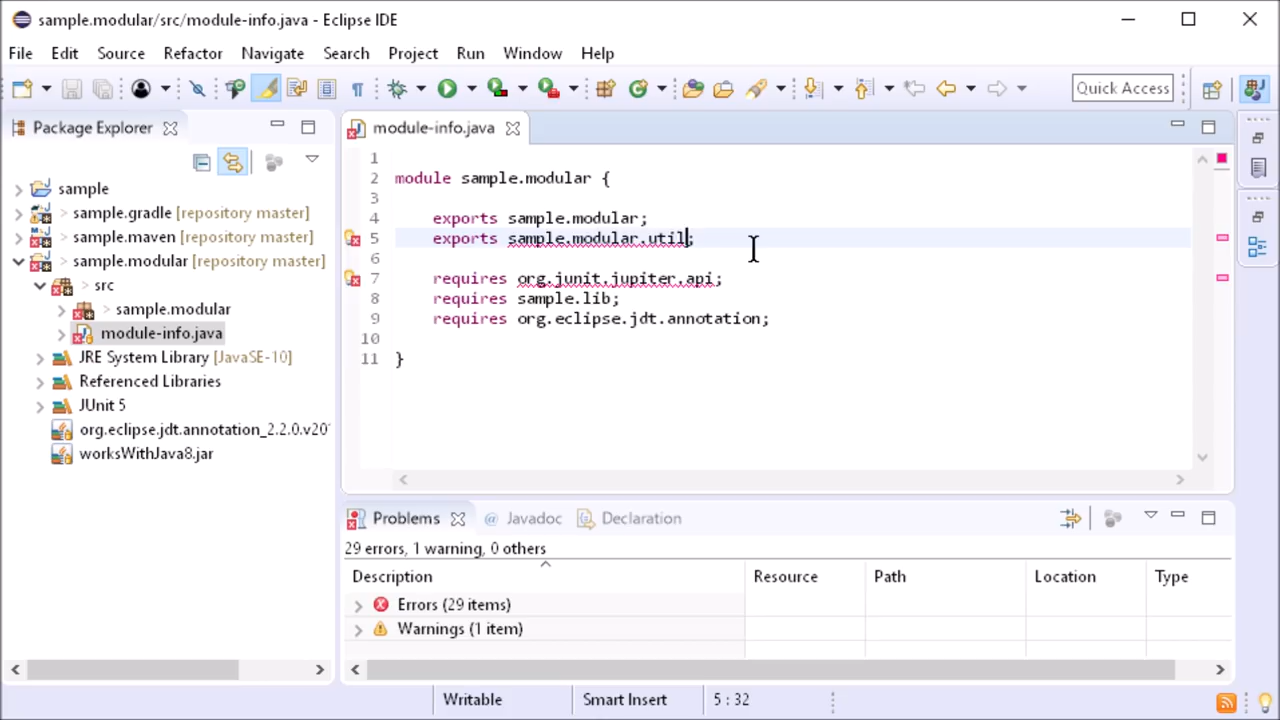 sample.modular/src/module-info.java - Eclipse IDE
File Edit Source Refactor Navigate Search Project Run Window Help
Quick Access
Package Explorer
sample
> sample.gradle [repository master]
> sample.maven [repository master]
> sample.modular [repository master]
> src
> sample.modular
> module-info.java
JRE System Library [JavaSE-10]
Referenced Libraries
JUnit 5
org.eclipse.jdt.annotation_2.2.0.v20
worksWithJava8.jar
module-info.java
1
2 module sample.modular {
3
4 exports sample.modular;
5 exports sample.modular.util;
6
7 requires org.junit.jupiter.api;
8 requires sample.lib;
9 requires org.eclipse.jdt.annotation;
10
11 }
Problems @ Javadoc Declaration
29 errors, 1 warning, 0 others
Description Resource Path Location Type
Errors (29 items)
Warnings (1 item)
Writable Smart Insert 5 : 32